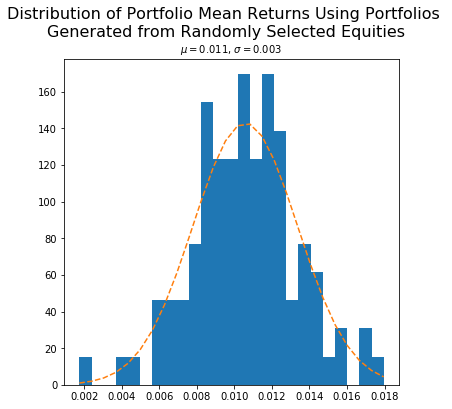 Distribution of Portfolio Mean Returns Using Portfolios
Generated from Randomly Selected Equities
μ = 0.011, σ = 0.003
160
140
120
100
80
60
40
20
0
0.002 0.004 0.006 0.008 0.010 0.012 0.014 0.016 0.018